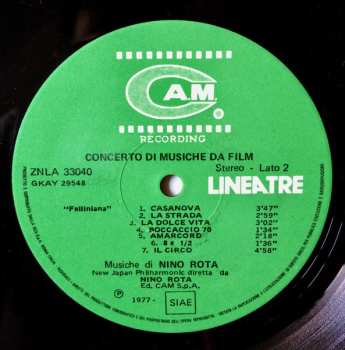 C.A.M.
RECORDING
CONCERTO DI MUSICHE DA FILM
ZNLA 33040
GKAY 29548
Stereo - Lato 2
LINEATRE
"Felliniana"
1. CASANOVA 3'47"
2. LA STRADA 2'59"
3. LA DOLCE VITA 3'02"
4. BOCCACCIO 70 1'34"
5. AMARCORD 2'18"
6. 8 e 1/2 1'36"
7. IL CIRCO 4'58"
Musiche di NINO ROTA
New Japan Philharmonic diretta da
NINO ROTA
Ed. CAM S.p.A.
P 1977-
SIAE